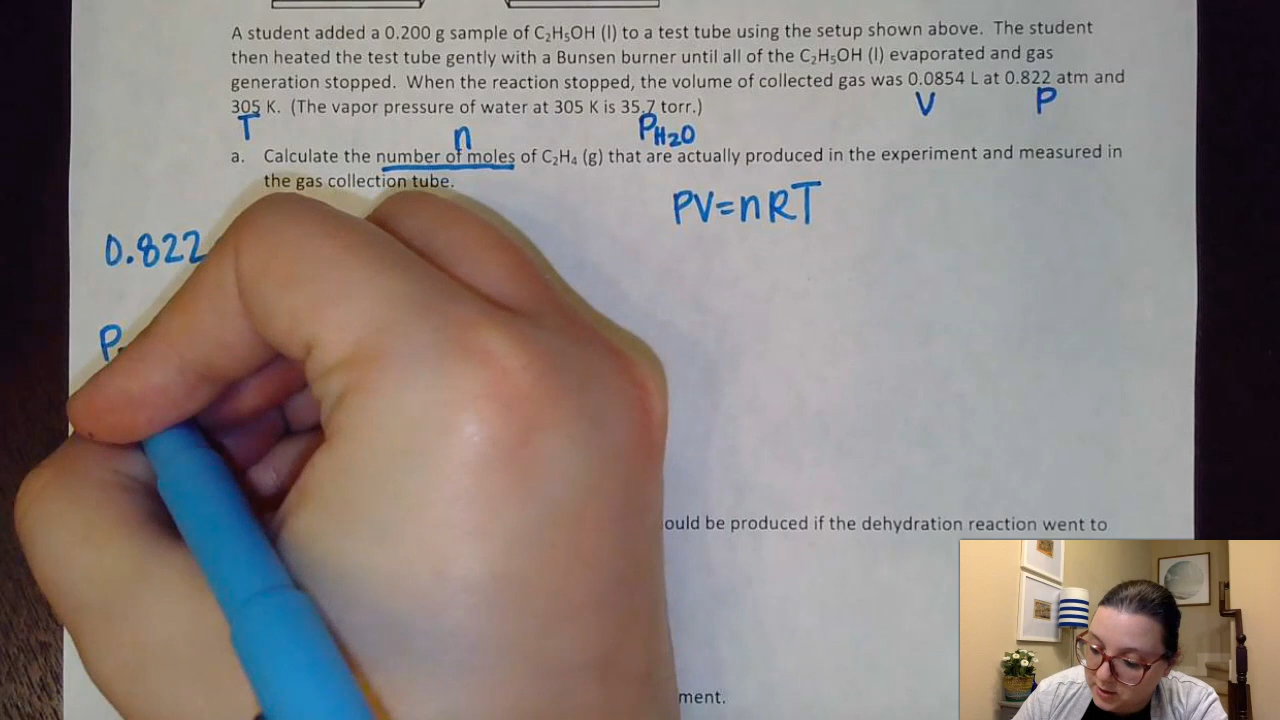 A student added a 0.200 g sample of C₂H₅OH (l) to a test tube using the setup shown above. The student
then heated the test tube gently with a Bunsen burner until all of the C₂H₅OH (l) evaporated and gas
generation stopped. When the reaction stopped, the volume of collected gas was 0.0854 L at 0.822 atm and
305 K. (The vapor pressure of water at 305 K is 35.7 torr.)
T n P_H₂O V P
a. Calculate the number of moles of C₂H₄ (g) that are actually produced in the experiment and measured in
the gas collection tube.
PV=nRT
0.822
P
ould be produced if the dehydration reaction went to
ment.